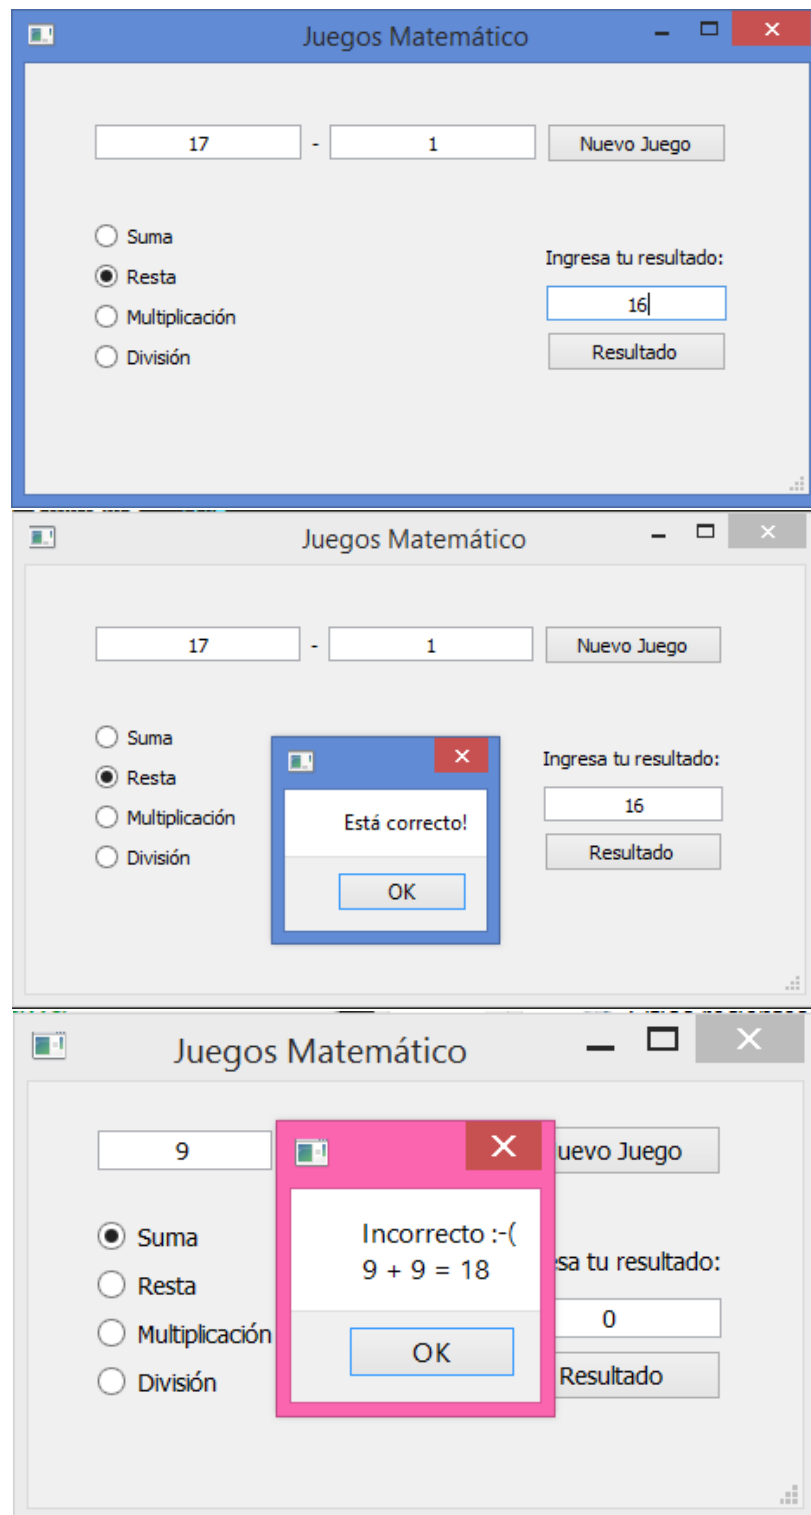 Juegos Matemático
17 - 1 Nuevo Juego
Suma
Resta
Multiplicación
División
Ingresa tu resultado:
16
Resultado
Juegos Matemático
17 - 1 Nuevo Juego
Suma
Resta
Multiplicación
División
Está correcto!
OK
Ingresa tu resultado:
16
Resultado
Juegos Matemático
9 uevo Juego
Suma
Resta
Multiplicación
División
Incorrecto :-(
9 + 9 = 18
OK
sa tu resultado:
0
Resultado